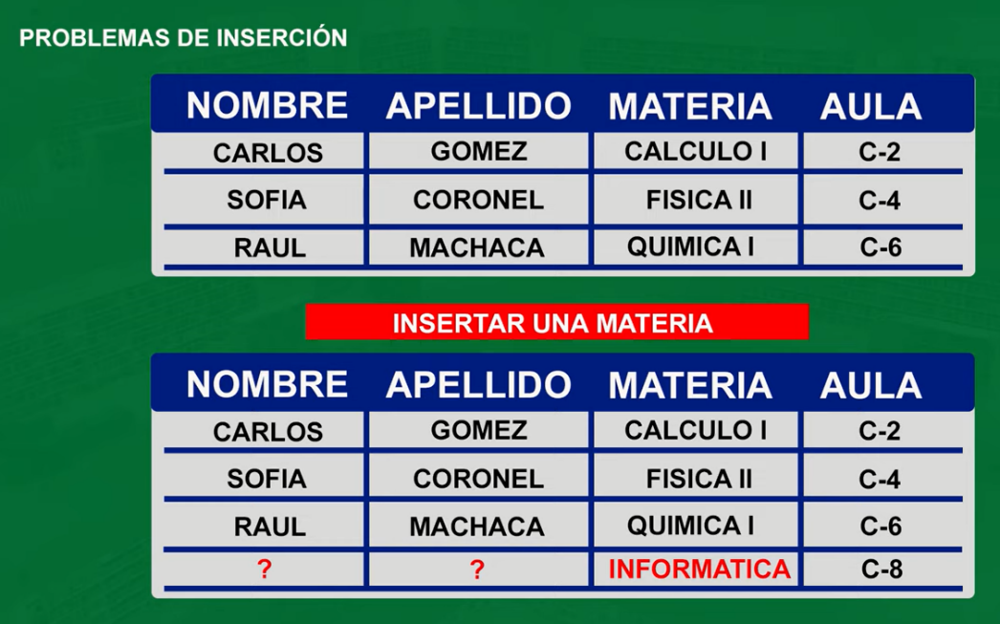 PROBLEMAS DE INSERCIÓN
NOMBRE APELLIDO MATERIA AULA
CARLOS GOMEZ CALCULO I C-2
SOFIA CORONEL FISICA II C-4
RAUL MACHACA QUIMICA I C-6
INSERTAR UNA MATERIA
NOMBRE APELLIDO MATERIA AULA
CARLOS GOMEZ CALCULO I C-2
SOFIA CORONEL FISICA II C-4
RAUL MACHACA QUIMICA I C-6
? ? INFORMATICA C-8